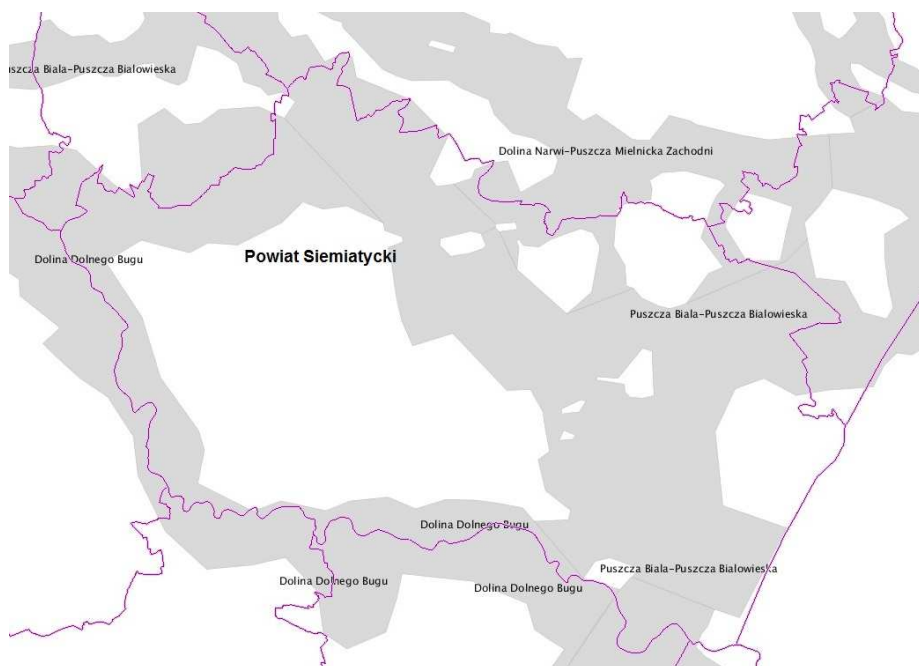 uszcza Biala-Puszcza Bialowieska
Dolina Narwi-Puszcza Mielnicka Zachodni
Powiat Siemiatycki
Dolina Dolnego Bugu
Puszcza Biala-Puszcza Bialowieska
Dolina Dolnego Bugu
Puszcza Biala-Puszcza Bialowieska
Dolina Dolnego Bugu
Dolina Dolnego Bugu